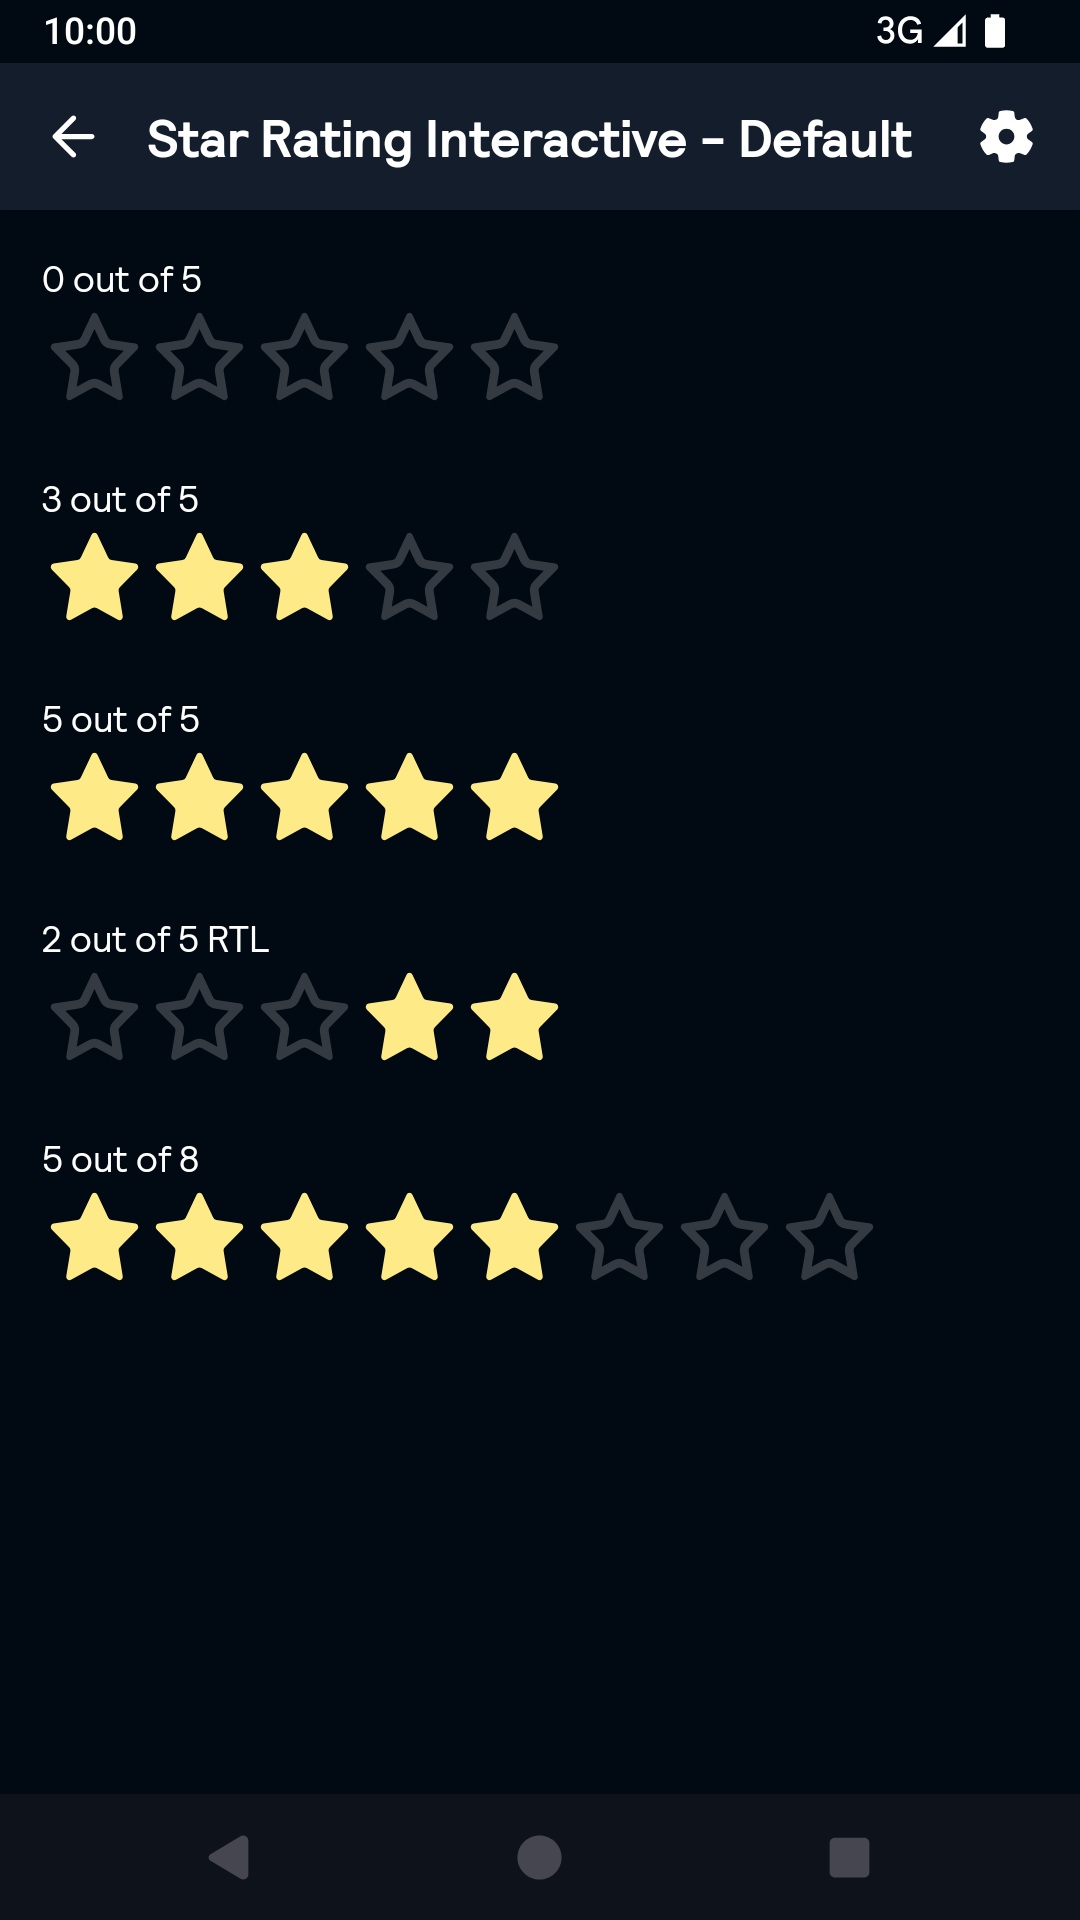 10:00 3G
Star Rating Interactive - Default
0 out of 5
3 out of 5
5 out of 5
2 out of 5 RTL
5 out of 8